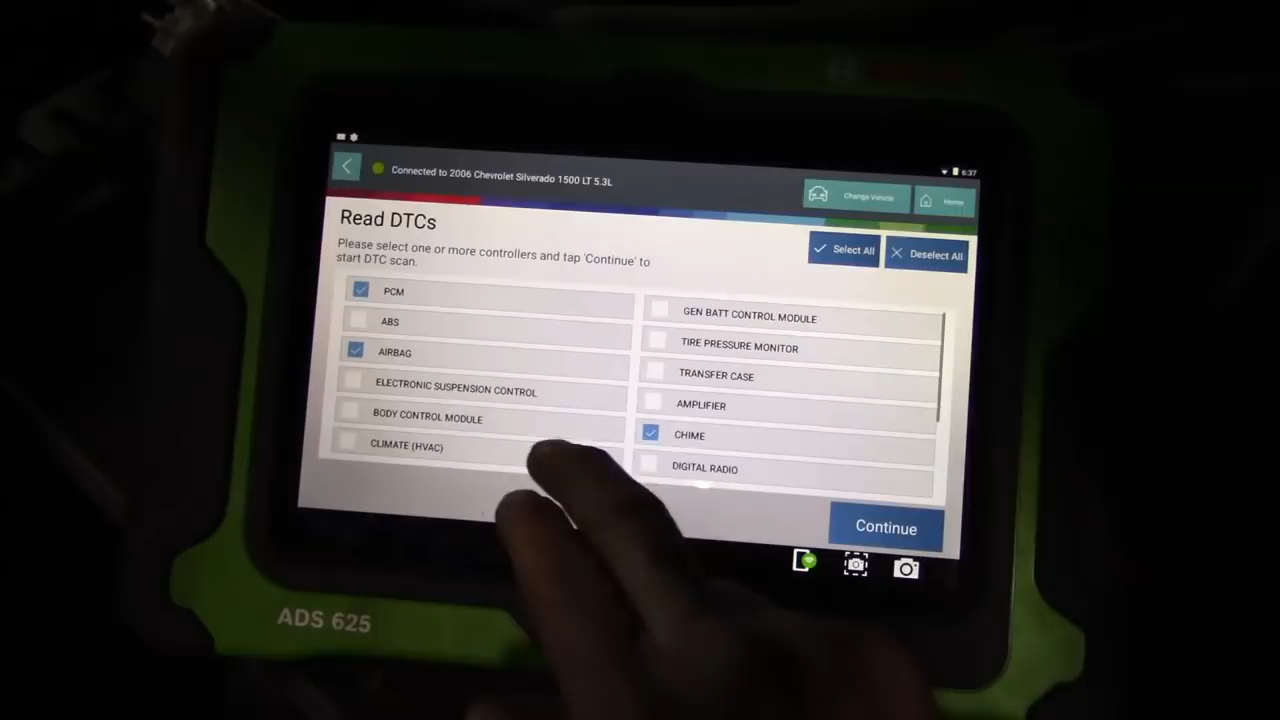 6:37
Connected to 2006 Chevrolet Silverado 1500 LT 5.3L
Change Vehicle
Home
Read DTCs
Please select one or more controllers and tap 'Continue' to
start DTC scan.
Select All
Deselect All
PCM
ABS
AIRBAG
ELECTRONIC SUSPENSION CONTROL
BODY CONTROL MODULE
CLIMATE (HVAC)
GEN BATT CONTROL MODULE
TIRE PRESSURE MONITOR
TRANSFER CASE
AMPLIFIER
CHIME
DIGITAL RADIO
Continue
ADS 625